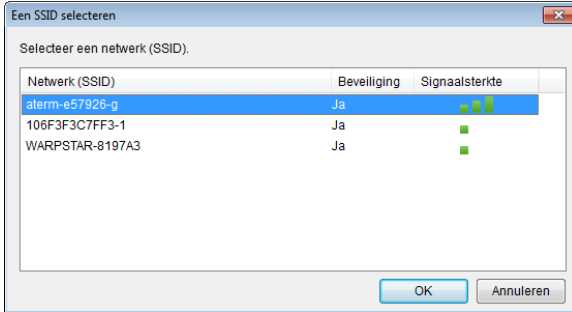 Een SSID selecteren
Selecteer een netwerk (SSID).
Netwerk (SSID) Beveiliging Signaalsterkte
aterm-e57926-g Ja
106F3F3C7FF3-1 Ja
WARPSTAR-8197A3 Ja
OK Annuleren